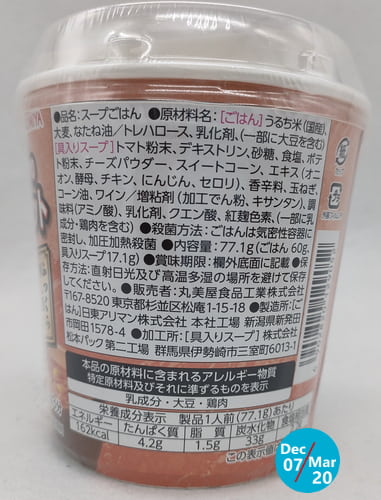 MIYA
●品名:スープごはん ●原材料名:[ごはん]うるち米(国産)、
大麦、なたね油/トレハロース、乳化剤、(一部に大豆を含む)
[具入りスープ]トマト粉末、デキストリン、砂糖、食塩、ポテ
ト粉末、チーズパウダー、スイートコーン、エキス(オニ
オン、酵母、チキン、にんじん、セロリ)、香辛料、玉ねぎ、
コーン油、ワイン/増粘剤(加工でん粉、キサンタン)、調
味料(アミノ酸)、乳化剤、クエン酸、紅麹色素、(一部に乳
成分・鶏肉を含む) ●殺菌方法:ごはんは気密性容器に
密封し、加圧加熱殺菌 ●内容量:77.1g(ごはん 60g、
具入りスープ17.1g) ●賞味期限:欄外底面に記載 ●保
存方法:直射日光及び高温多湿の場所を避けて保存
してください。 ●販売者:丸美屋食品工業株式会社
〒167-8520 東京都杉並区松庵1-15-18 ●製造所:[ごは
ん]日東アリマン株式会社 本社工場 新潟県新発田
市岡田1578-4 ●加工所:[具入りスープ]株式会社
松本パック 第二工場 群馬県伊勢崎市三室町6013-1
本品の原材料に含まれるアレルギー物質
特定原材料及びそれに準ずるものを表示
乳成分・大豆・鶏肉
栄養成分表示 製品1人前(77.1g)あたり
エネルギー たんぱく質 脂質 炭水化物
162kcal 4.2g 1.5g 33g
この表示値は
Dec 07 / Mar 20